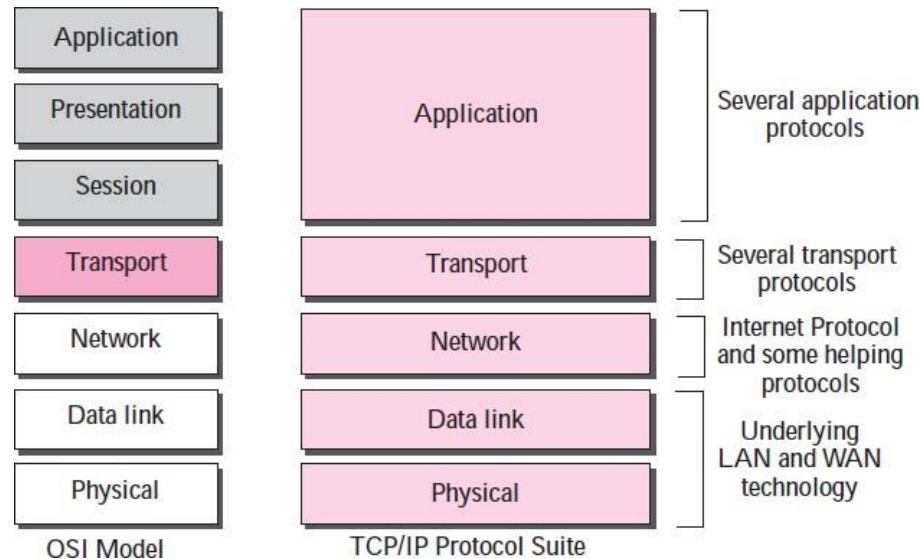 Application
Presentation
Session
Transport
Network
Data link
Physical
OSI Model
Application
Transport
Network
Data link
Physical
TCP/IP Protocol Suite
Several application
protocols
Several transport
protocols
Internet Protocol
and some helping
protocols
Underlying
LAN and WAN
technology